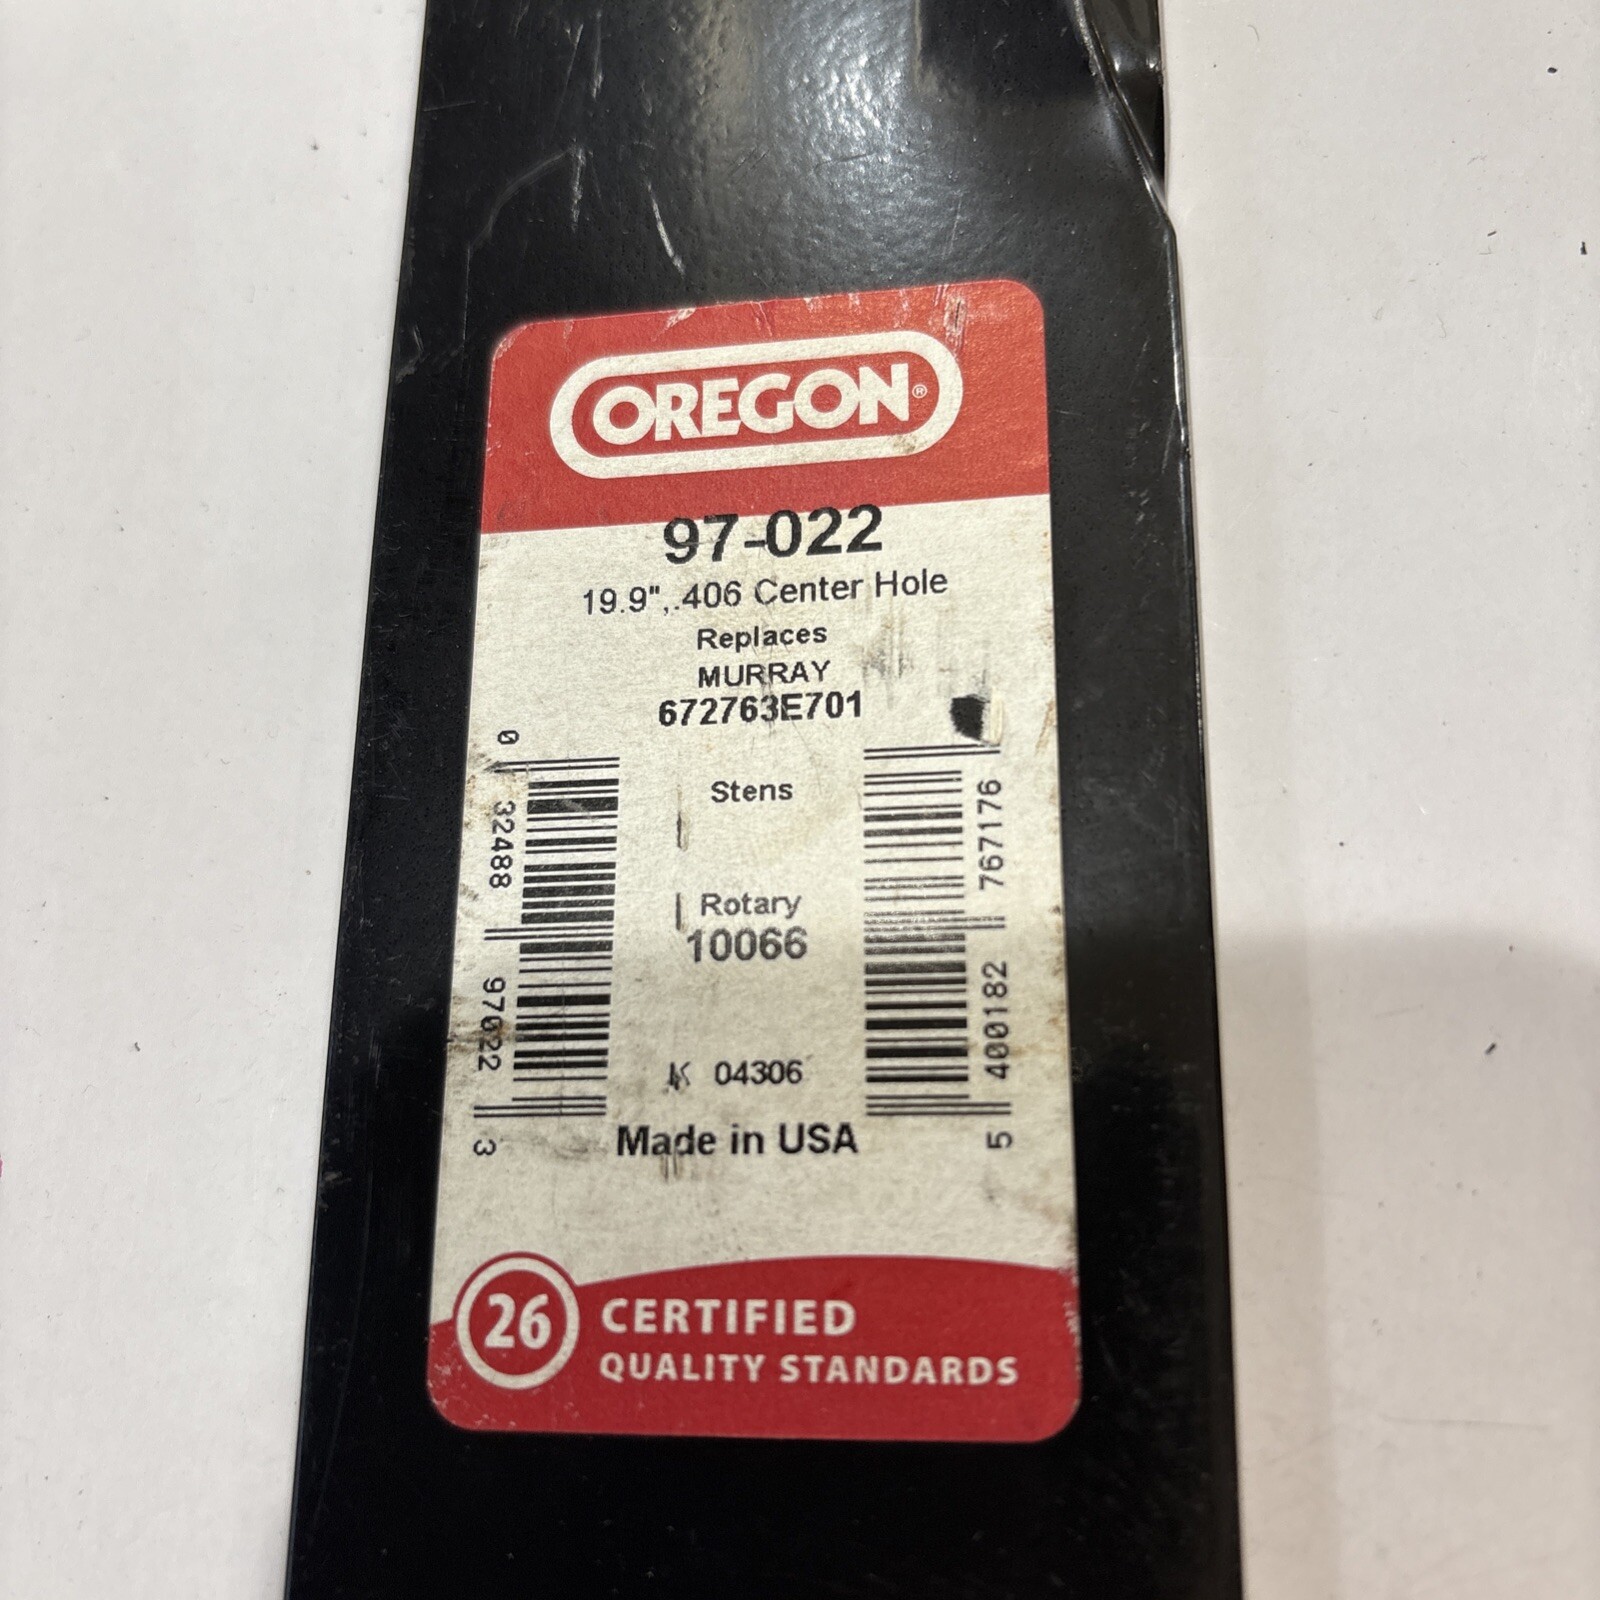 OREGON®
97-022
19.9",.406 Center Hole
Replaces
MURRAY
672763E701
Stens
Rotary
10066
K 04306
Made in USA
0 32488 97022 3
5 400182 767176
26 CERTIFIED
QUALITY STANDARDS